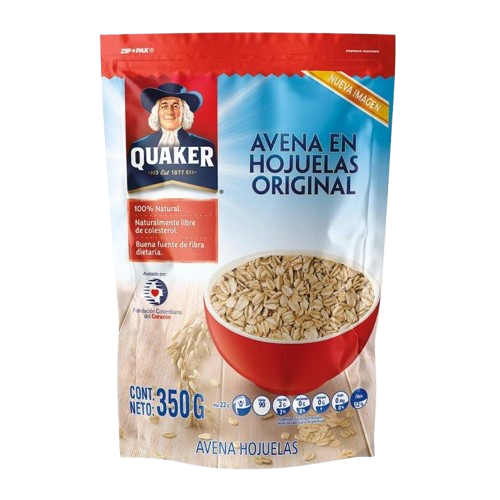 ZIP PAK®
NUEVA IMAGEN
QUAKER
Est 1877
AVENA EN
HOJUELAS
ORIGINAL
100% Natural.
Naturalmente libre
de colesterol.
Buena fuente de fibra
dietaria.
Avalado por:
Fundación Colombiana
del Corazón
CONT.
NETO: 350 G
90
AVENA HOJUELAS